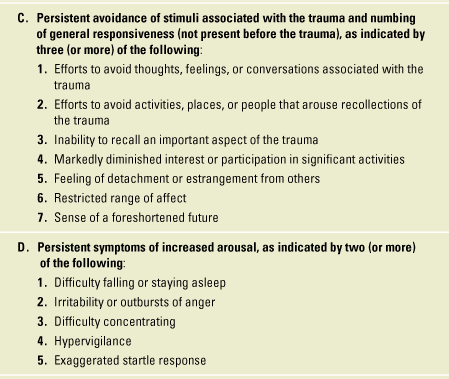 C. Persistent avoidance of stimuli associated with the trauma and numbing
of general responsiveness (not present before the trauma), as indicated by
three (or more) of the following:
1. Efforts to avoid thoughts, feelings, or conversations associated with the
trauma
2. Efforts to avoid activities, places, or people that arouse recollections of
the trauma
3. Inability to recall an important aspect of the trauma
4. Markedly diminished interest or participation in significant activities
5. Feeling of detachment or estrangement from others
6. Restricted range of affect
7. Sense of a foreshortened future
D. Persistent symptoms of increased arousal, as indicated by two (or more)
of the following:
1. Difficulty falling or staying asleep
2. Irritability or outbursts of anger
3. Difficulty concentrating
4. Hypervigilance
5. Exaggerated startle response